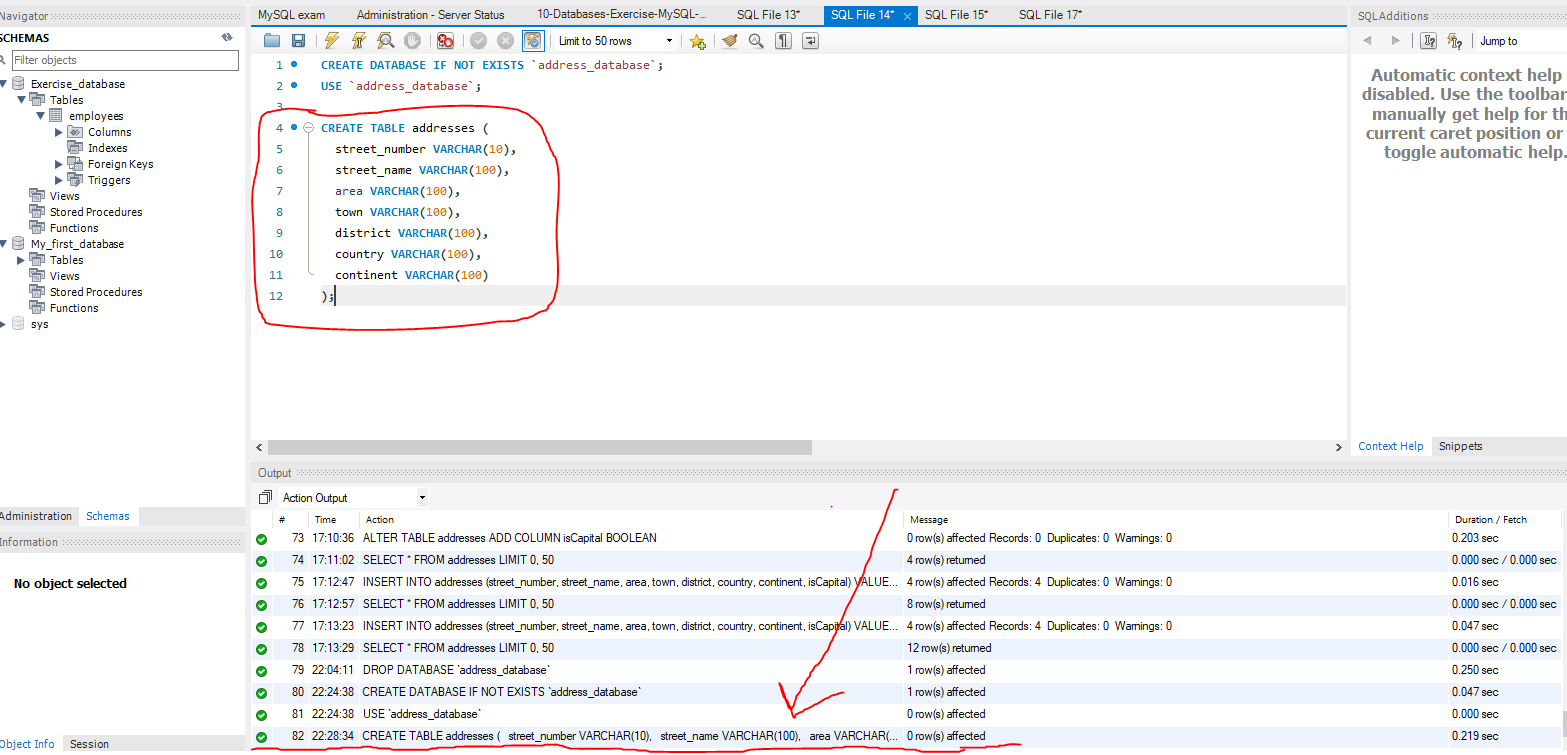 Navigator
SCHEMAS
Filter objects
Exercise_database
Tables
employees
Columns
Indexes
Foreign Keys
Triggers
Views
Stored Procedures
Functions
My_first_database
Tables
Views
Stored Procedures
Functions
sys
Administration Schemas
Information
No object selected
Object Info Session
MySQL exam Administration - Server Status 10-Databases-Exercise-MySQL-... SQL File 13* SQL File 14* SQL File 15* SQL File 17*
Limit to 50 rows
1 CREATE DATABASE IF NOT EXISTS `address_database`;
2 USE `address_database`;
3
4 CREATE TABLE addresses (
5 street_number VARCHAR(10),
6 street_name VARCHAR(100),
7 area VARCHAR(100),
8 town VARCHAR(100),
9 district VARCHAR(100),
10 country VARCHAR(100),
11 continent VARCHAR(100)
12 );
SQLAdditions
Jump to
Automatic context help
disabled. Use the toolbar
manually get help for th
current caret position or
toggle automatic help.
Context Help Snippets
Output
Action Output
# Time Action Message Duration / Fetch
73 17:10:36 ALTER TABLE addresses ADD COLUMN isCapital BOOLEAN 0 row(s) affected Records: 0 Duplicates: 0 Warnings: 0 0.203 sec
74 17:11:02 SELECT * FROM addresses LIMIT 0, 50 4 row(s) returned 0.000 sec / 0.000 sec
75 17:12:47 INSERT INTO addresses (street_number, street_name, area, town, district, country, continent, isCapital) VALUE... 4 row(s) affected Records: 4 Duplicates: 0 Warnings: 0 0.016 sec
76 17:12:57 SELECT * FROM addresses LIMIT 0, 50 8 row(s) returned 0.000 sec / 0.000 sec
77 17:13:23 INSERT INTO addresses (street_number, street_name, area, town, district, country, continent, isCapital) VALUE... 4 row(s) affected Records: 4 Duplicates: 0 Warnings: 0 0.047 sec
78 17:13:29 SELECT * FROM addresses LIMIT 0, 50 12 row(s) returned 0.000 sec / 0.000 sec
79 22:04:11 DROP DATABASE `address_database` 1 row(s) affected 0.250 sec
80 22:24:38 CREATE DATABASE IF NOT EXISTS `address_database` 1 row(s) affected 0.047 sec
81 22:24:38 USE `address_database` 0 row(s) affected 0.000 sec
82 22:28:34 CREATE TABLE addresses ( street_number VARCHAR(10), street_name VARCHAR(100), area VARCHAR(... 0 row(s) affected 0.219 sec